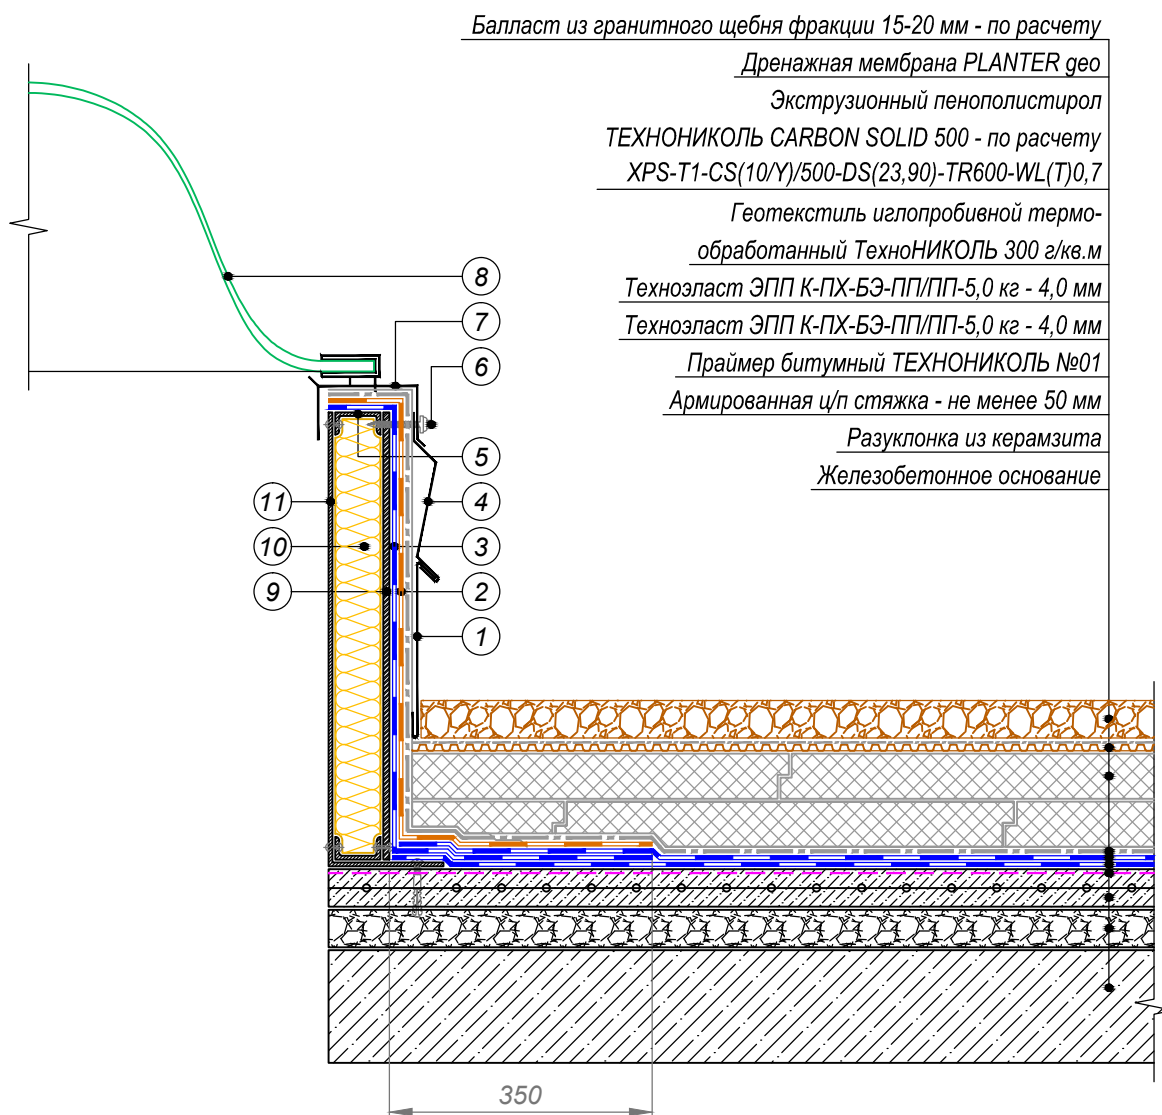 Балласт из гранитного щебня фракции 15-20 мм - по расчету
Дренажная мембрана PLANTER geo
Экструзионный пенополистирол
ТЕХНОНИКОЛЬ CARBON SOLID 500 - по расчету
XPS-T1-CS(10/Y)/500-DS(23,90)-TR600-WL(T)0,7
Геотекстиль иглопробивной термо-
обработанный ТехноНИКОЛЬ 300 г/кв.м
Техноэласт ЭПП К-ПХ-БЭ-ПП/ПП-5,0 кг - 4,0 мм
Техноэласт ЭПП К-ПХ-БЭ-ПП/ПП-5,0 кг - 4,0 мм
Праймер битумный ТЕХНОНИКОЛЬ №01
Армированная ц/п стяжка - не менее 50 мм
Разуклонка из керамзита
Железобетонное основание
8
7
6
5
4
3
2
1
11
10
9
350